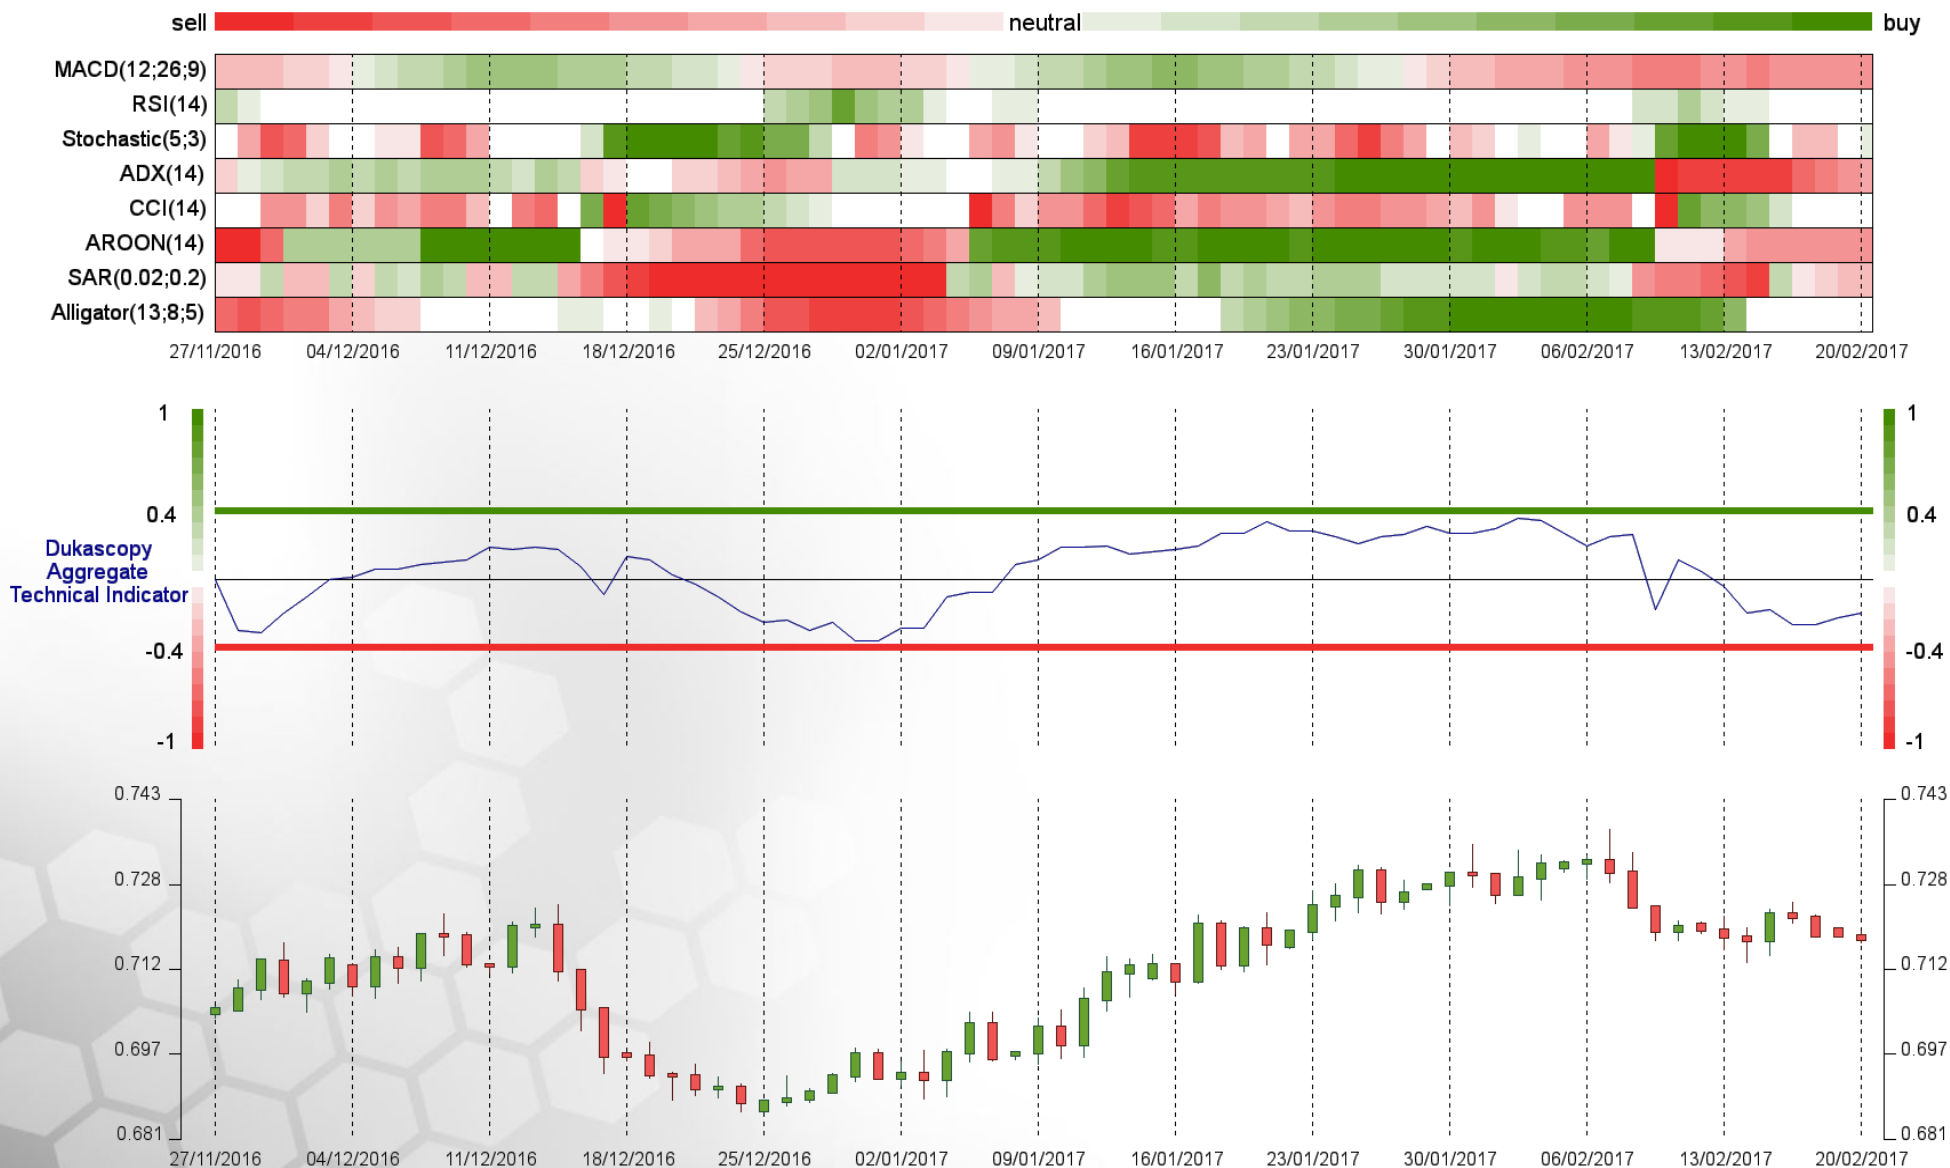 sell neutral buy
MACD(12;26;9)
RSI(14)
Stochastic(5;3)
ADX(14)
CCI(14)
AROON(14)
SAR(0.02;0.2)
Alligator(13;8;5)
27/11/2016 04/12/2016 11/12/2016 18/12/2016 25/12/2016 02/01/2017 09/01/2017 16/01/2017 23/01/2017 30/01/2017 06/02/2017 13/02/2017 20/02/2017
1 1
0.4 0.4
Dukascopy
Aggregate
Technical Indicator
-0.4 -0.4
-1 -1
0.743 0.743
0.728 0.728
0.712 0.712
0.697 0.697
0.681 0.681
27/11/2016 04/12/2016 11/12/2016 18/12/2016 25/12/2016 02/01/2017 09/01/2017 16/01/2017 23/01/2017 30/01/2017 06/02/2017 13/02/2017 20/02/2017